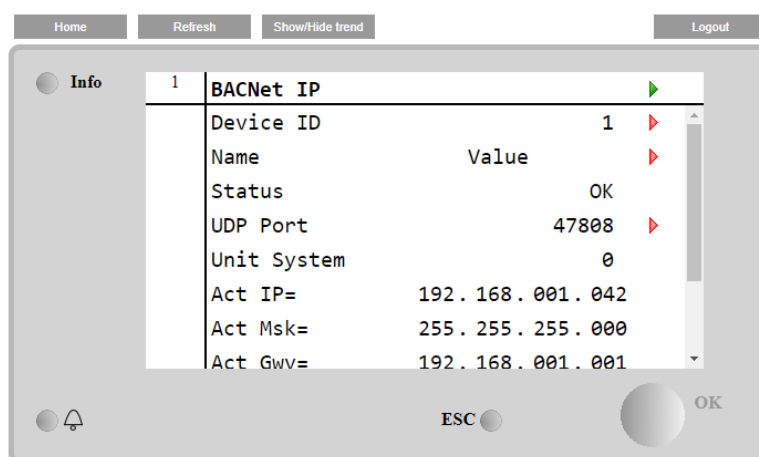 Home Refresh Show/Hide trend Logout
Info
1 BACNet IP
Device ID 1
Name Value
Status OK
UDP Port 47808
Unit System 0
Act IP= 192.168.001.042
Act Msk= 255.255.255.000
Act Gwy= 192.168.001.001
ESC
OK